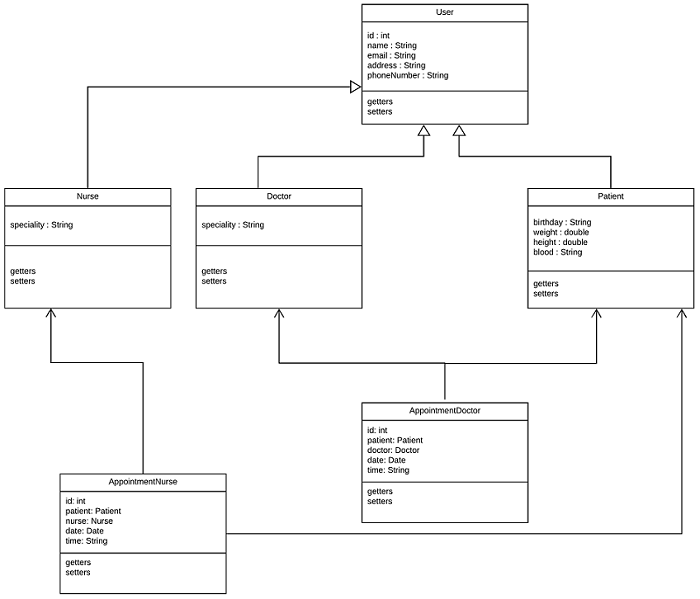 User
id : int
name : String
email : String
address : String
phoneNumber : String
getters
setters
Nurse
speciality : String
getters
setters
Doctor
speciality : String
getters
setters
Patient
birthday : String
weight : double
height : double
blood : String
getters
setters
AppointmentDoctor
id: int
patient: Patient
doctor: Doctor
date: Date
time: String
getters
setters
AppointmentNurse
id: int
patient: Patient
nurse: Nurse
date: Date
time: String
getters
setters